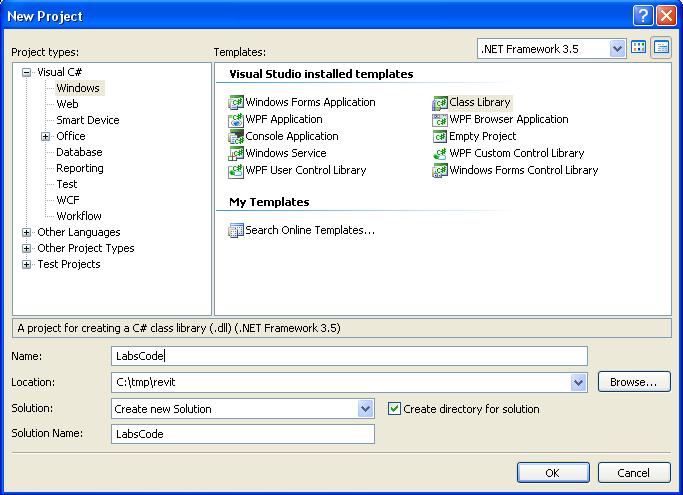 New Project
Project types:
Templates:
.NET Framework 3.5
Visual C#
Windows
Web
Smart Device
Office
Database
Reporting
Test
WCF
Workflow
Other Languages
Other Project Types
Test Projects
Visual Studio installed templates
Windows Forms Application
Class Library
WPF Application
WPF Browser Application
Console Application
Empty Project
Windows Service
WPF Custom Control Library
WPF User Control Library
Windows Forms Control Library
My Templates
Search Online Templates...
A project for creating a C# class library (.dll) (.NET Framework 3.5)
Name:
LabsCode
Location:
C:\tmp\revit
Browse...
Solution:
Create new Solution
Create directory for solution
Solution Name:
LabsCode
OK
Cancel